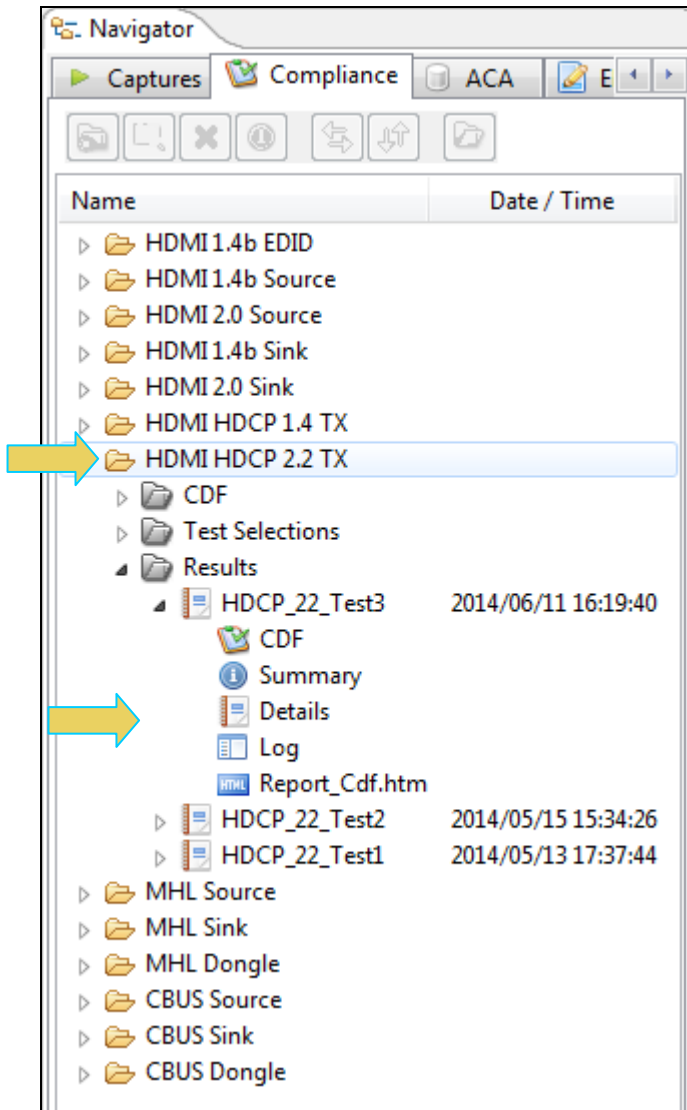 Navigator
Captures Compliance ACA E
Name Date / Time
HDMI 1.4b EDID
HDMI 1.4b Source
HDMI 2.0 Source
HDMI 1.4b Sink
HDMI 2.0 Sink
HDMI HDCP 1.4 TX
HDMI HDCP 2.2 TX
CDF
Test Selections
Results
HDCP_22_Test3 2014/06/11 16:19:40
CDF
Summary
Details
Log
HTML Report_Cdf.htm
HDCP_22_Test2 2014/05/15 15:34:26
HDCP_22_Test1 2014/05/13 17:37:44
MHL Source
MHL Sink
MHL Dongle
CBUS Source
CBUS Sink
CBUS Dongle